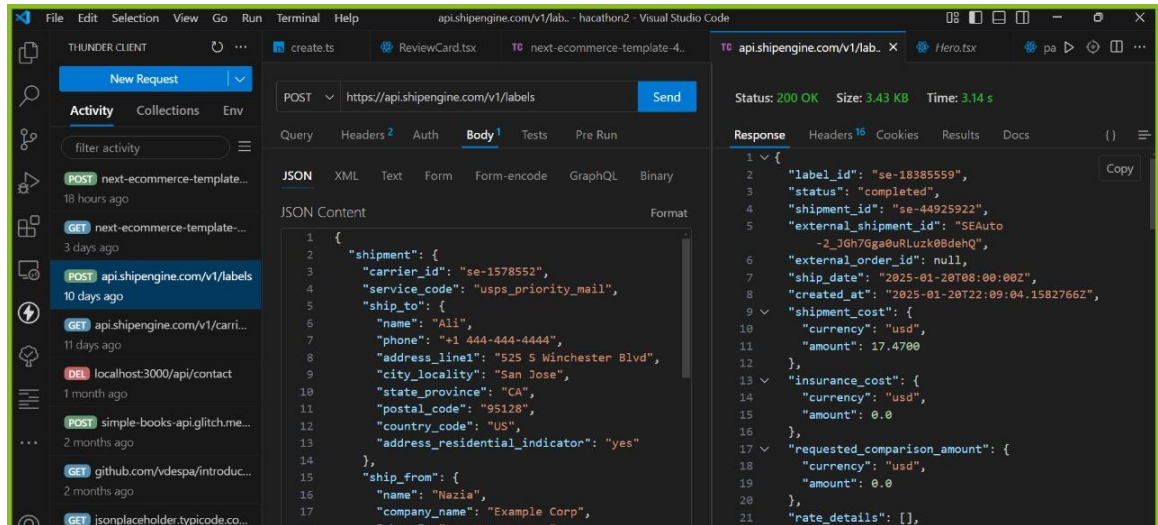 File Edit Selection View Go Run Terminal Help api.shipengine.com/v1/lab.. - hacathon2 - Visual Studio Code
THUNDER CLIENT
New Request
Activity Collections Env
filter activity
POST next-ecommerce-template...
18 hours ago
GET next-ecommerce-template-...
3 days ago
POST api.shipengine.com/v1/labels
10 days ago
GET api.shipengine.com/v1/carri...
11 days ago
DEL localhost:3000/api/contact
1 month ago
POST simple-books-api.glitch.me...
2 months ago
GET github.com/vdespa/introduc...
2 months ago
GET jsonplaceholder.typicode.co...
create.ts ReviewCard.tsx TC next-ecommerce-template-4.. TC api.shipengine.com/v1/lab.. Hero.tsx pa
POST https://api.shipengine.com/v1/labels Send
Query Headers 2 Auth Body 1 Tests Pre Run
JSON XML Text Form Form-encode GraphQL Binary
JSON Content Format
1 {
2 "shipment": {
3 "carrier_id": "se-1578552",
4 "service_code": "usps_priority_mail",
5 "ship_to": {
6 "name": "Ali",
7 "phone": "+1 444-444-4444",
8 "address_line1": "525 S Winchester Blvd",
9 "city_locality": "San Jose",
10 "state_province": "CA",
11 "postal_code": "95128",
12 "country_code": "US",
13 "address_residential_indicator": "yes"
14 },
15 "ship_from": {
16 "name": "Nazia",
17 "company_name": "Example Corp",
Status: 200 OK Size: 3.43 KB Time: 3.14 s
Response Headers 16 Cookies Results Docs { }
Copy
1 {
2 "label_id": "se-18385559",
3 "status": "completed",
4 "shipment_id": "se-44925922",
5 "external_shipment_id": "SEAuto
-2_JGh7Gga0uRLuzk0BdehQ",
6 "external_order_id": null,
7 "ship_date": "2025-01-20T08:00:00Z",
8 "created_at": "2025-01-20T22:09:04.1582766Z",
9 "shipment_cost": {
10 "currency": "usd",
11 "amount": 17.4700
12 },
13 "insurance_cost": {
14 "currency": "usd",
15 "amount": 0.0
16 },
17 "requested_comparison_amount": {
18 "currency": "usd",
19 "amount": 0.0
20 },
21 "rate_details": [],